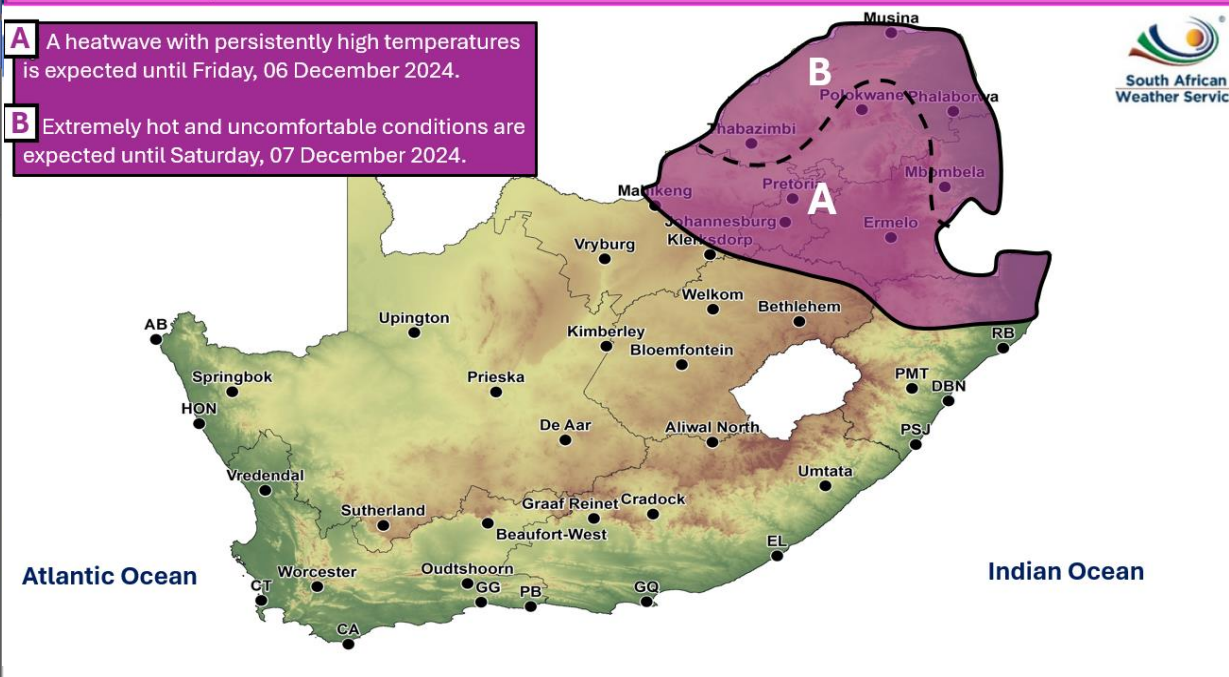 A A heatwave with persistently high temperatures
is expected until Friday, 06 December 2024.
B Extremely hot and uncomfortable conditions are
expected until Saturday, 07 December 2024.
South African
Weather Servic
®
Musina
B
Polokwane
Phalaborwa
Thabazimbi
Mbombela
Mahikeng
Pretoria
A
Johannesburg
Ermelo
Klerksdorp
Vryburg
Welkom
Bethlehem
AB
Upington
Kimberley
RB
Bloemfontein
Springbok
Prieska
PMT
DBN
HON
De Aar
Aliwal North
PSJ
Vredendal
Umtata
Sutherland
Graaf Reinet
Cradock
Beaufort-West
EL
Atlantic Ocean
Indian Ocean
Worcester
Oudtshoorn
CT
GG
PB
GQ
CA